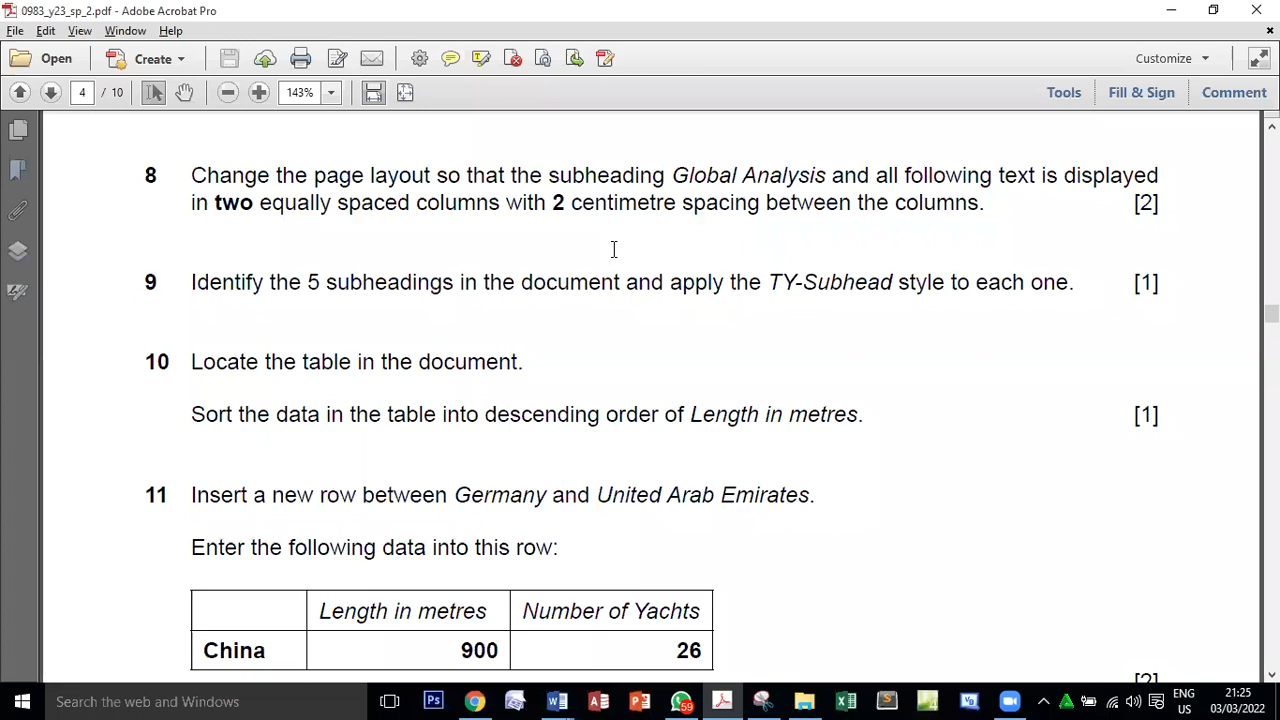 0983_y23_sp_2.pdf - Adobe Acrobat Pro
File Edit View Window Help
Open Create Customize
4 / 10 143% Tools Fill & Sign Comment
8 Change the page layout so that the subheading Global Analysis and all following text is displayed
in two equally spaced columns with 2 centimetre spacing between the columns. [2]
9 Identify the 5 subheadings in the document and apply the TY-Subhead style to each one. [1]
10 Locate the table in the document.
Sort the data in the table into descending order of Length in metres. [1]
11 Insert a new row between Germany and United Arab Emirates.
Enter the following data into this row:
Length in metres Number of Yachts
China 900 26
[2]
Search the web and Windows 59 ENG 21:25
US 03/03/2022